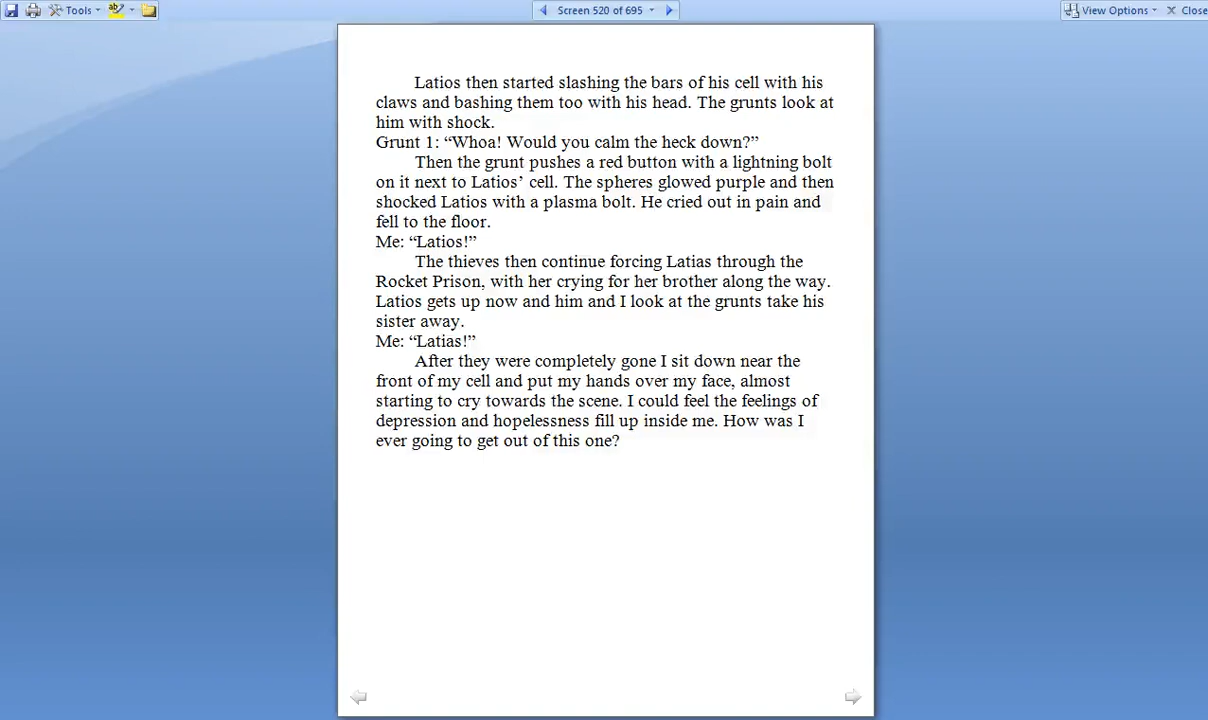 Tools
Screen 520 of 695
View Options
Close
Latios then started slashing the bars of his cell with his
claws and bashing them too with his head. The grunts look at
him with shock.
Grunt 1: “Whoa! Would you calm the heck down?”
Then the grunt pushes a red button with a lightning bolt
on it next to Latios’ cell. The spheres glowed purple and then
shocked Latios with a plasma bolt. He cried out in pain and
fell to the floor.
Me: “Latios!”
The thieves then continue forcing Latias through the
Rocket Prison, with her crying for her brother along the way.
Latios gets up now and him and I look at the grunts take his
sister away.
Me: “Latias!”
After they were completely gone I sit down near the
front of my cell and put my hands over my face, almost
starting to cry towards the scene. I could feel the feelings of
depression and hopelessness fill up inside me. How was I
ever going to get out of this one?